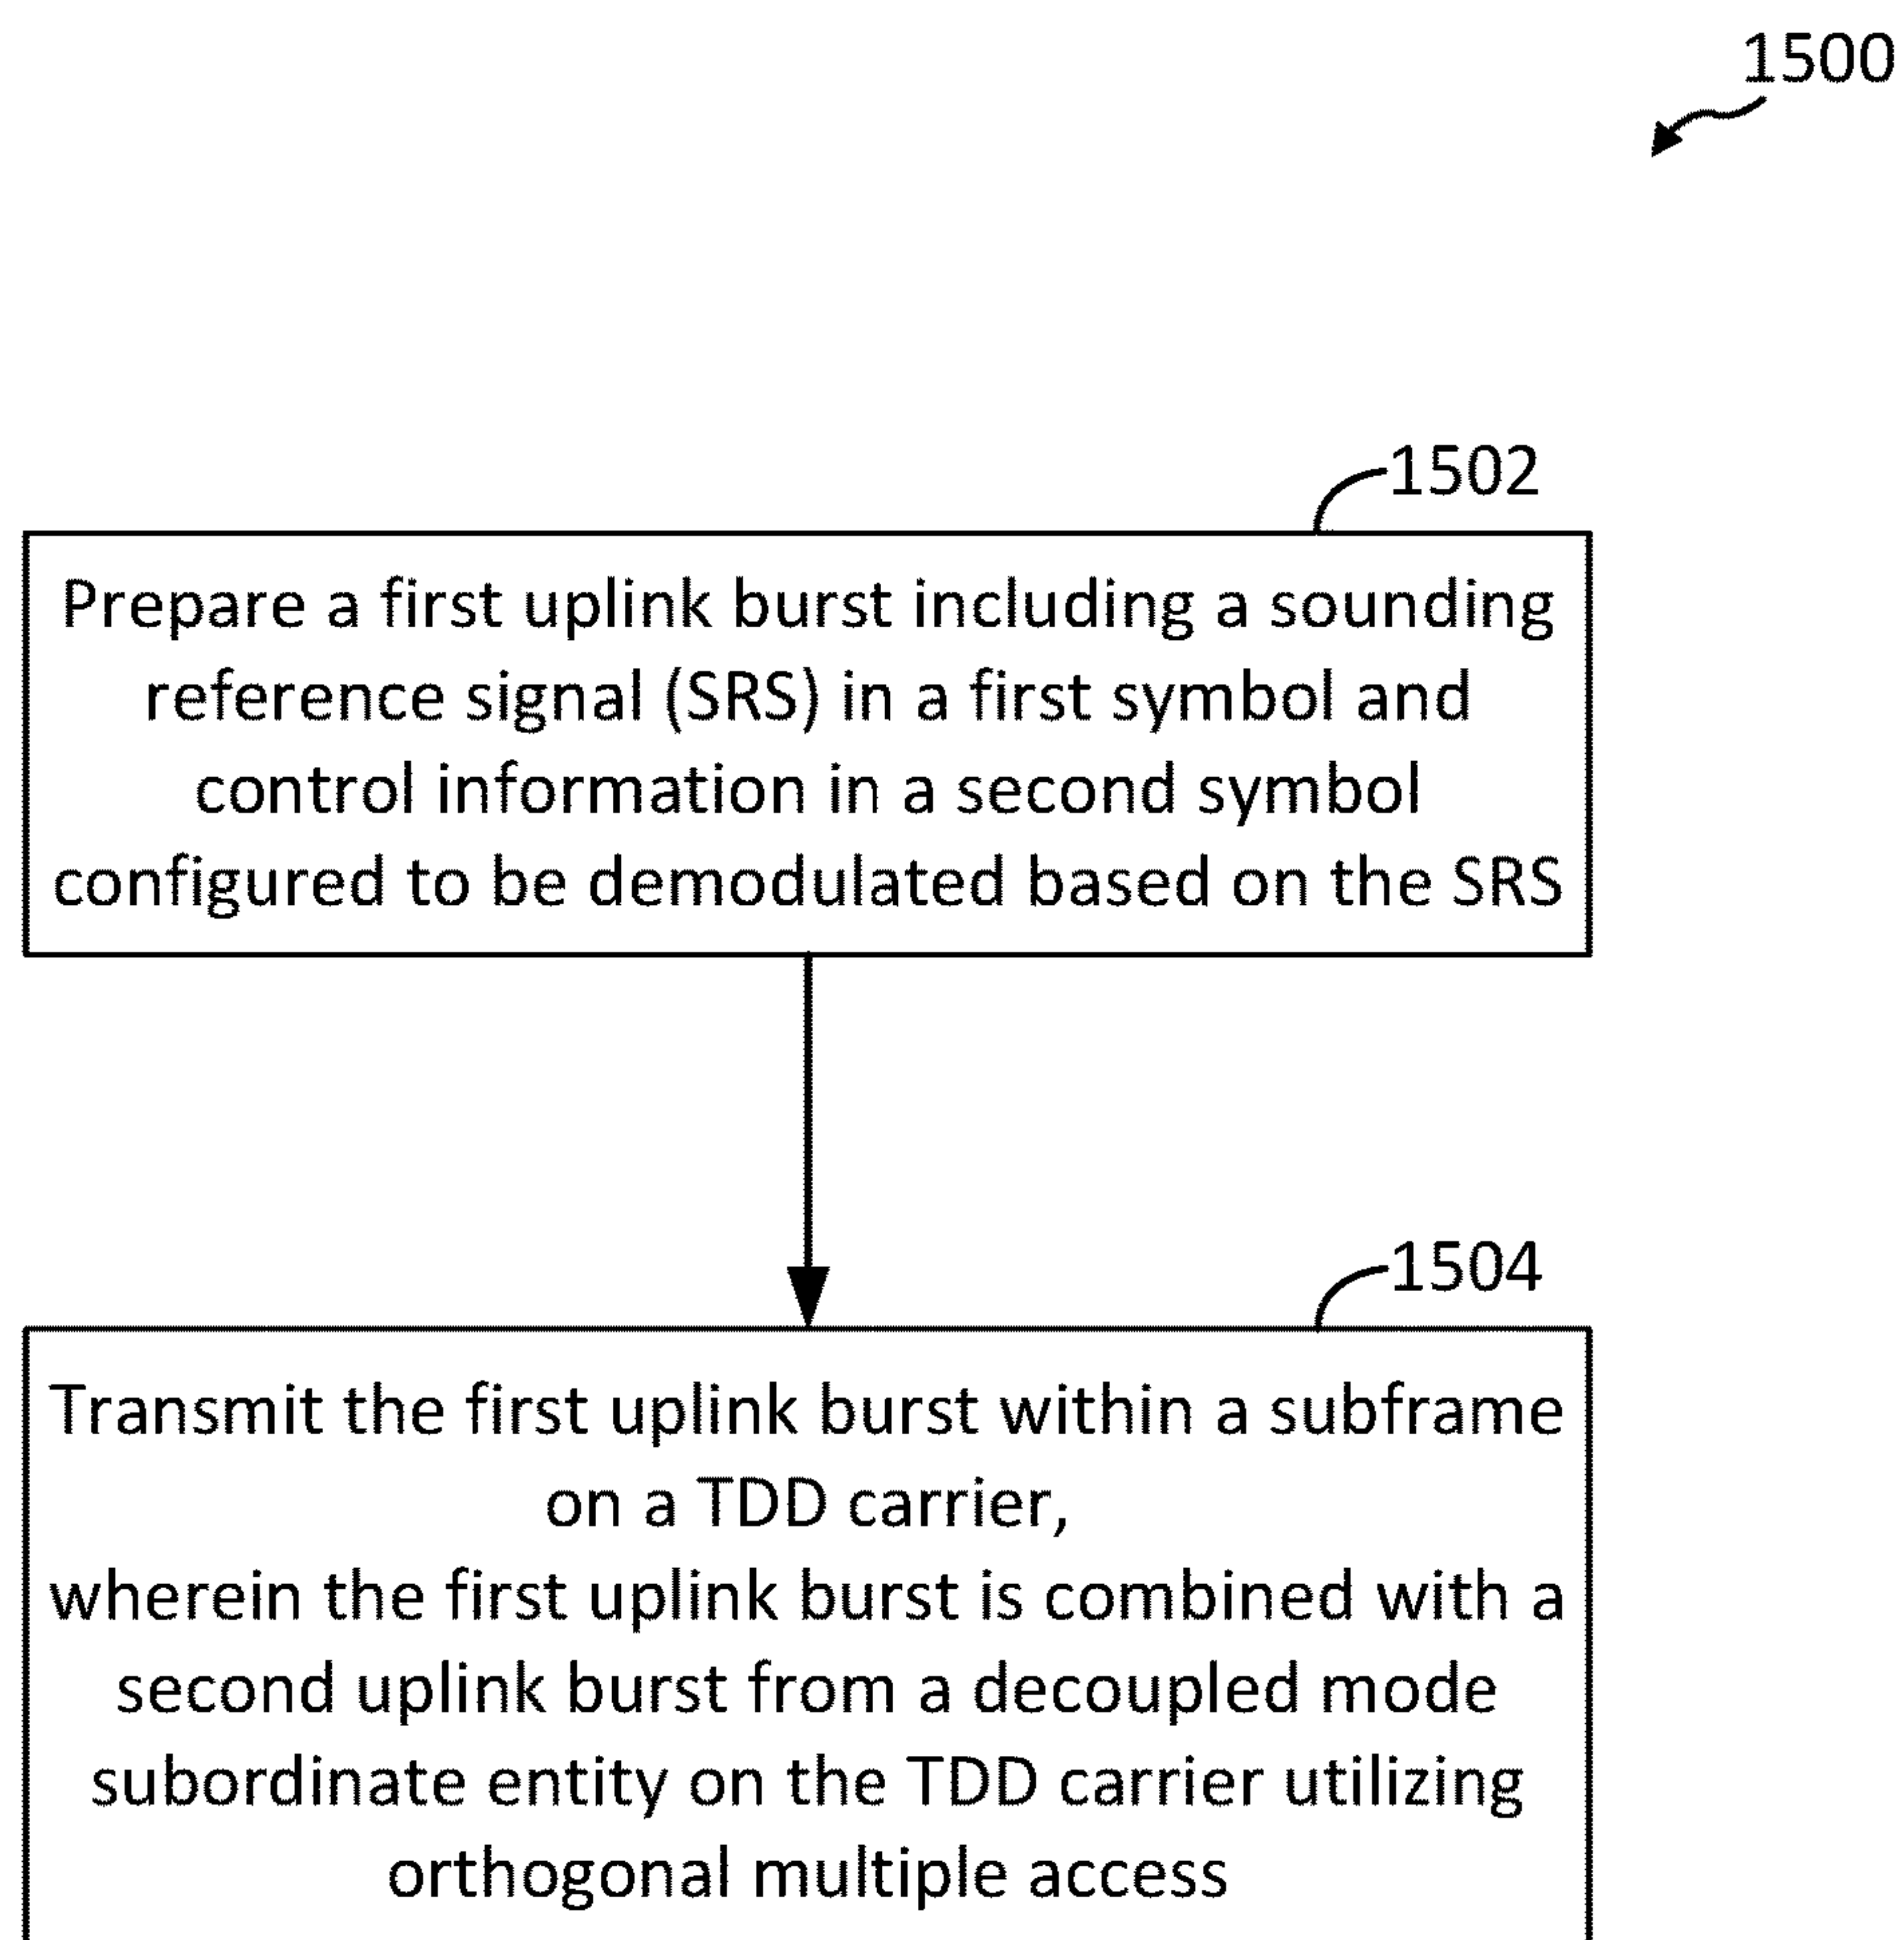 1500
1502
Prepare a first uplink burst including a sounding
reference signal (SRS) in a first symbol and
control information in a second symbol
configured to be demodulated based on the SRS
1504
Transmit the first uplink burst within a subframe
on a TDD carrier,
wherein the first uplink burst is combined with a
second uplink burst from a decoupled mode
subordinate entity on the TDD carrier utilizing
orthogonal multiple access